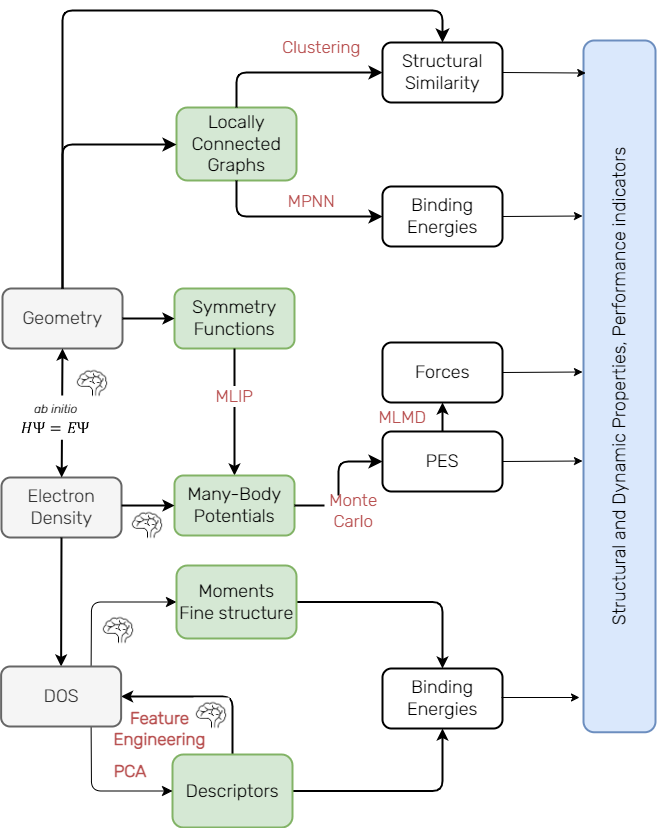 Clustering
Structural
Similarity
Locally
Connected
Graphs
MPNN
Binding
Energies
Geometry
Symmetry
Functions
Forces
MLIP
MLMD
ab initio
HΨ = EΨ
PES
Electron
Density
Many-Body
Potentials
Monte
Carlo
Moments
Fine structure
DOS
Binding
Energies
Feature
Engineering
PCA
Descriptors
Structural and Dynamic Properties, Performance indicators